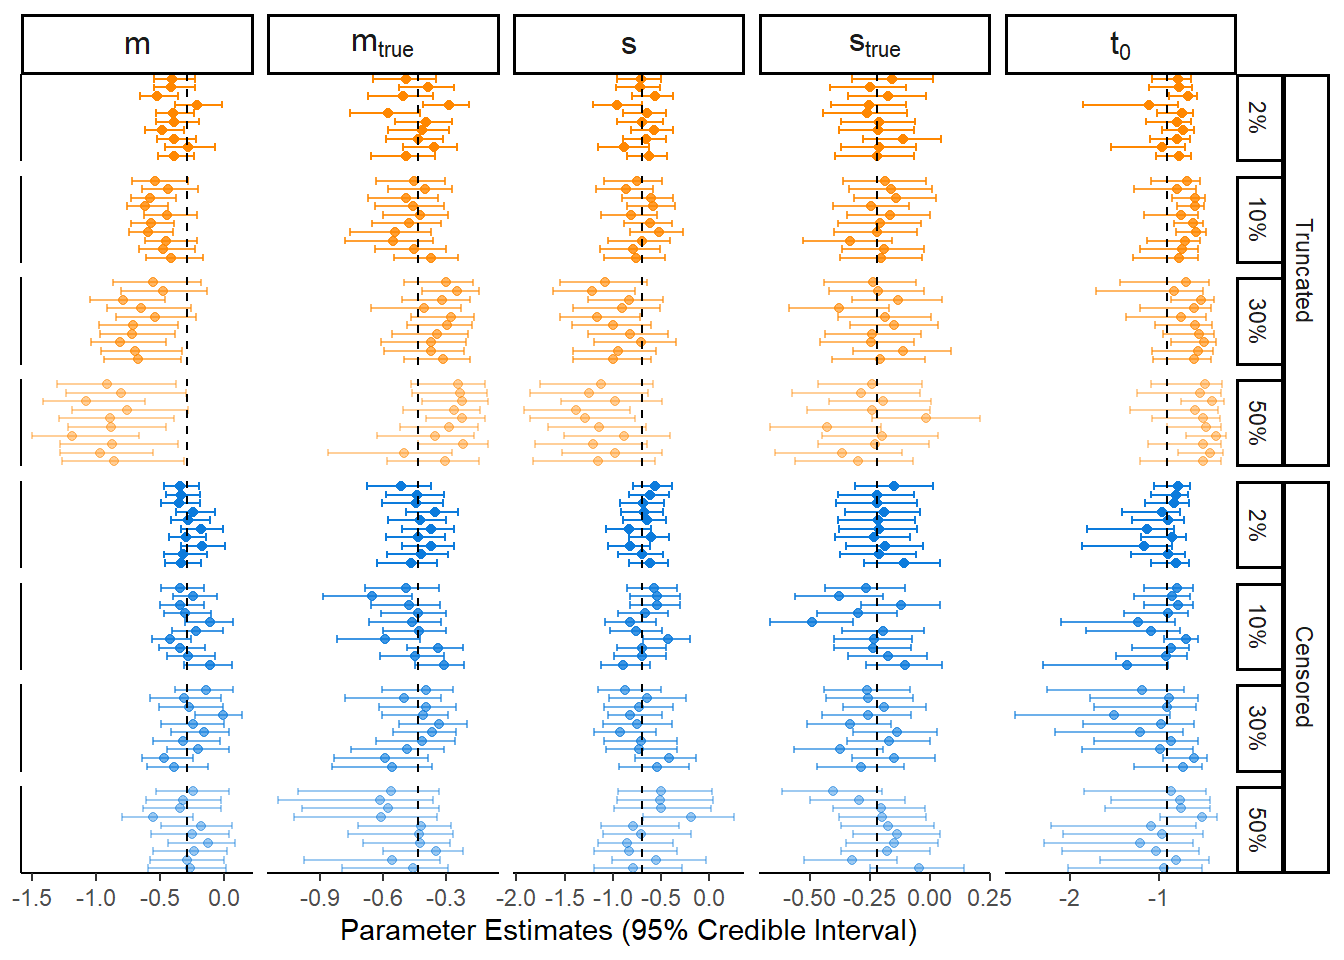 m m_true s s_true t_0
2%
10%
30%
50%
Truncated
2%
10%
30%
50%
Censored
-1.5 -1.0 -0.5 0.0 -0.9 -0.6 -0.3 -2.0 -1.5 -1.0 -0.5 0.0 -0.50 -0.25 0.00 0.25 -2 -1
Parameter Estimates (95% Credible Interval)